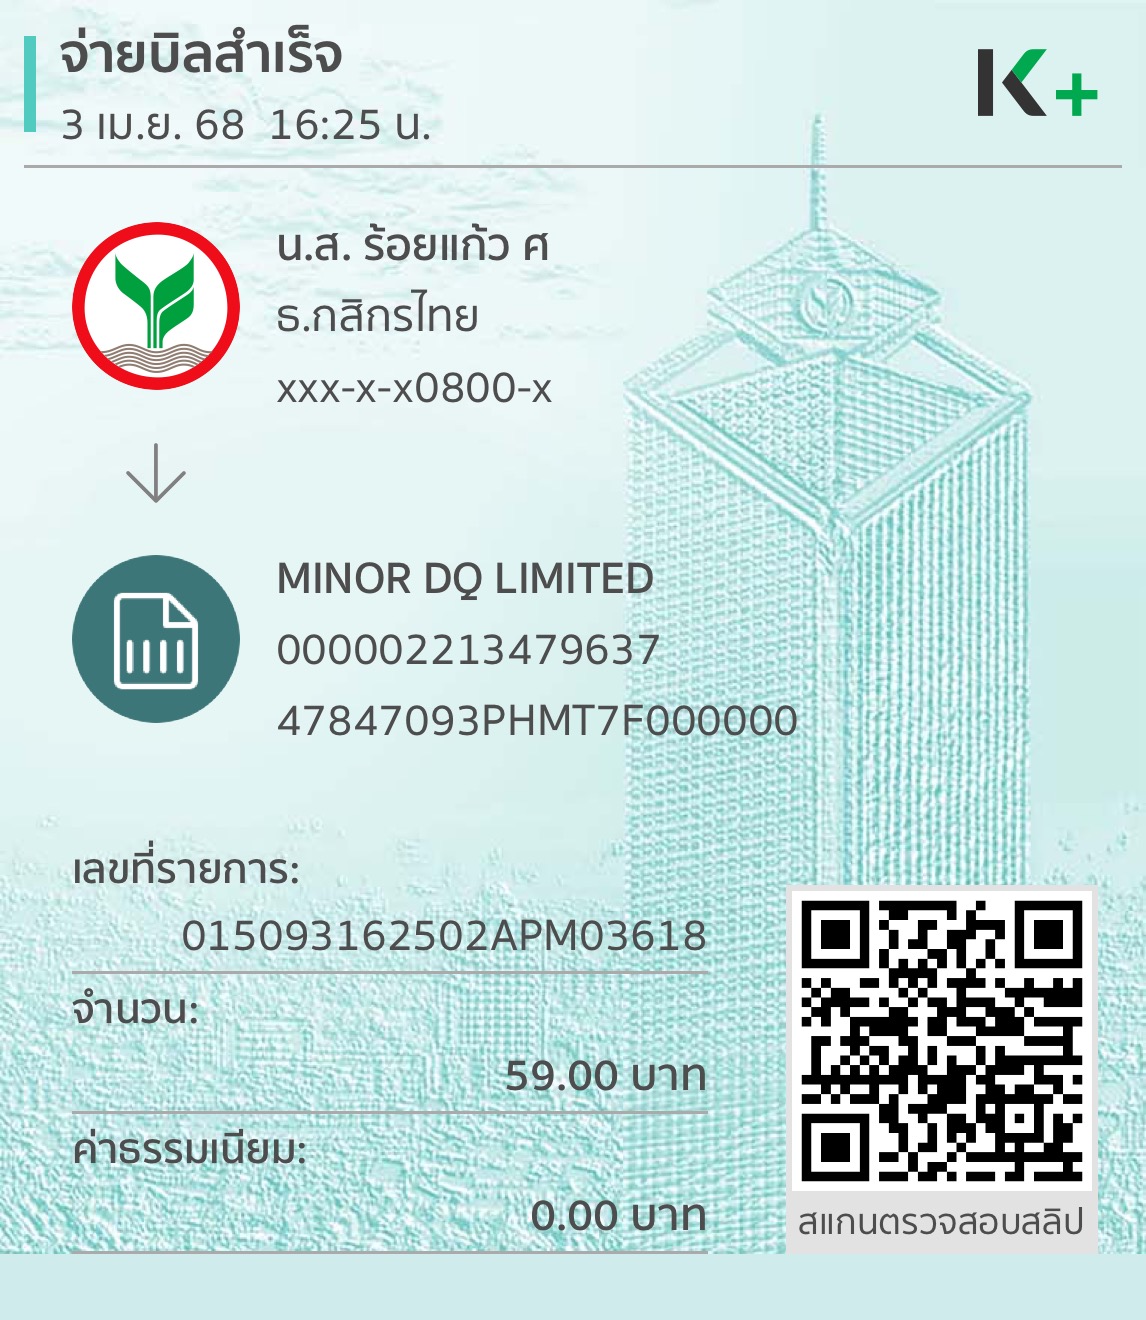 จ่ายบิลสำเร็จ
3 เม.ย. 68  16:25 น.
K+
น.ส. ร้อยแก้ว ศ
ธ.กสิกรไทย
xxx-x-x0800-x
MINOR DQ LIMITED
000002213479637
47847093PHMT7F000000
เลขที่รายการ:
015093162502APM03618
จำนวน:
59.00 บาท
ค่าธรรมเนียม:
0.00 บาท
สแกนตรวจสอบสลิป